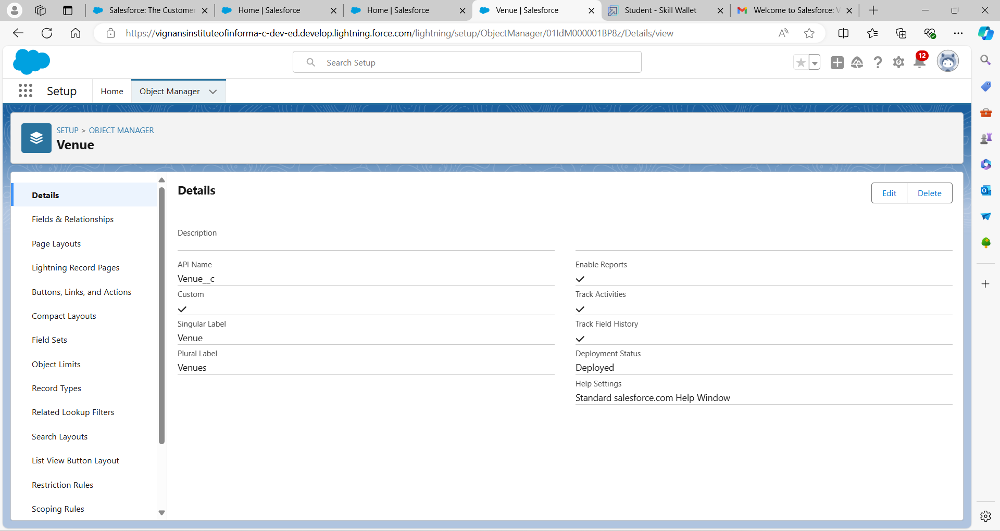 Salesforce: The Customer
Home | Salesforce
Home | Salesforce
Venue | Salesforce
Student - Skill Wallet
Welcome to Salesforce: V
https://vignansinstituteofinforma-c-dev-ed.develop.lightning.force.com/lightning/setup/ObjectManager/01IdM000001BP8z/Details/view
Search Setup
12
Setup
Home
Object Manager
SETUP > OBJECT MANAGER
Venue
Details
Fields & Relationships
Page Layouts
Lightning Record Pages
Buttons, Links, and Actions
Compact Layouts
Field Sets
Object Limits
Record Types
Related Lookup Filters
Search Layouts
List View Button Layout
Restriction Rules
Scoping Rules
Details
Edit
Delete
Description
API Name
Venue__c
Custom
Singular Label
Venue
Plural Label
Venues
Enable Reports
Track Activities
Track Field History
Deployment Status
Deployed
Help Settings
Standard salesforce.com Help Window